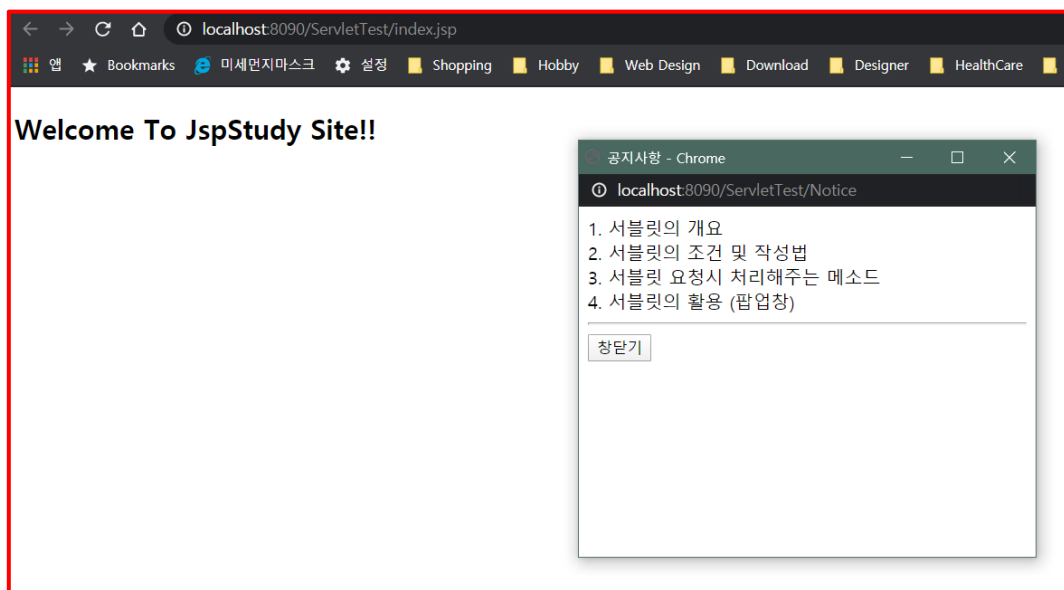 localhost:8090/ServletTest/index.jsp
앱 Bookmarks 미세먼지마스크 설정 Shopping Hobby Web Design Download Designer HealthCare
Welcome To JspStudy Site!!
공지사항 - Chrome
localhost:8090/ServletTest/Notice
1. 서블릿의 개요
2. 서블릿의 조건 및 작성법
3. 서블릿 요청시 처리해주는 메소드
4. 서블릿의 활용 (팝업창)
창닫기